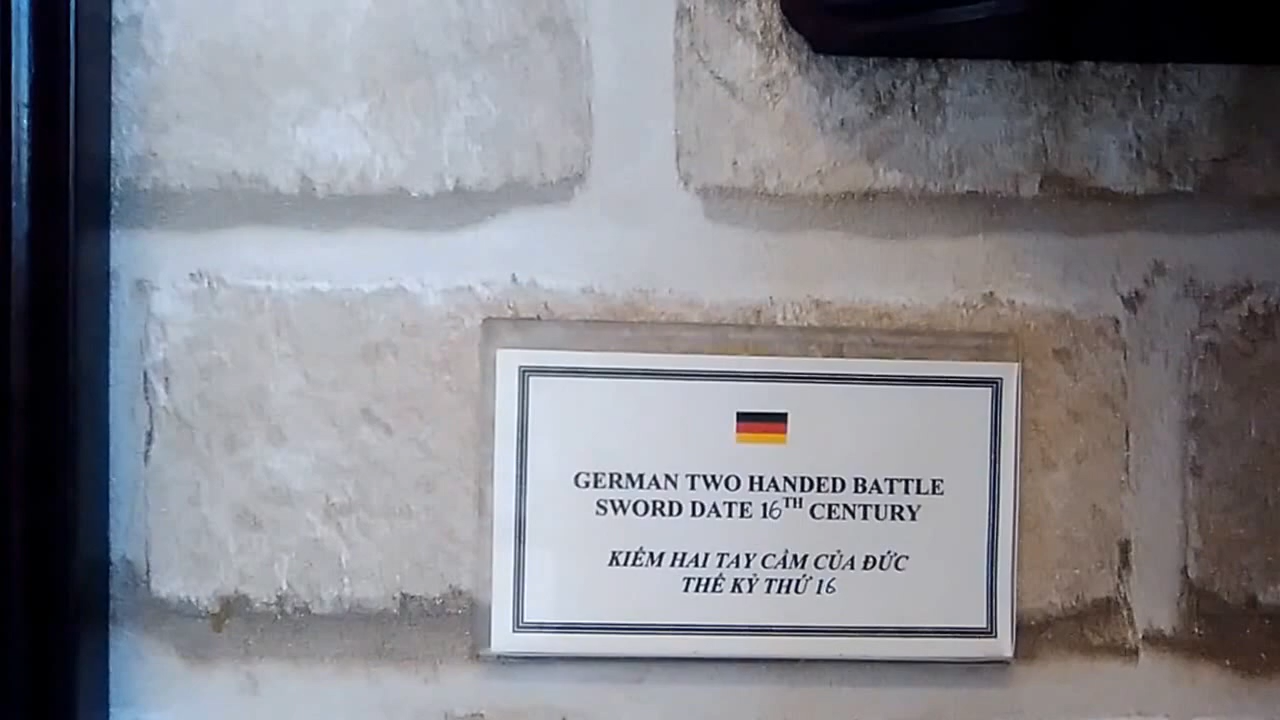 GERMAN TWO HANDED BATTLE
SWORD DATE 16TH CENTURY
KIẾM HAI TAY CẦM CỦA ĐỨC
THẾ KỶ THỨ 16